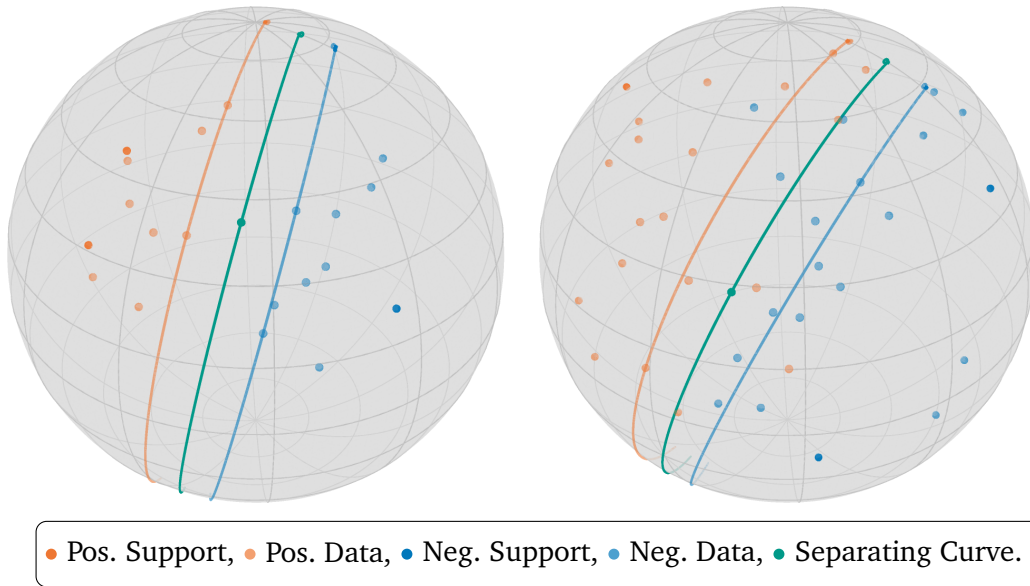 Pos. Support, Pos. Data, Neg. Support, Neg. Data, Separating Curve.